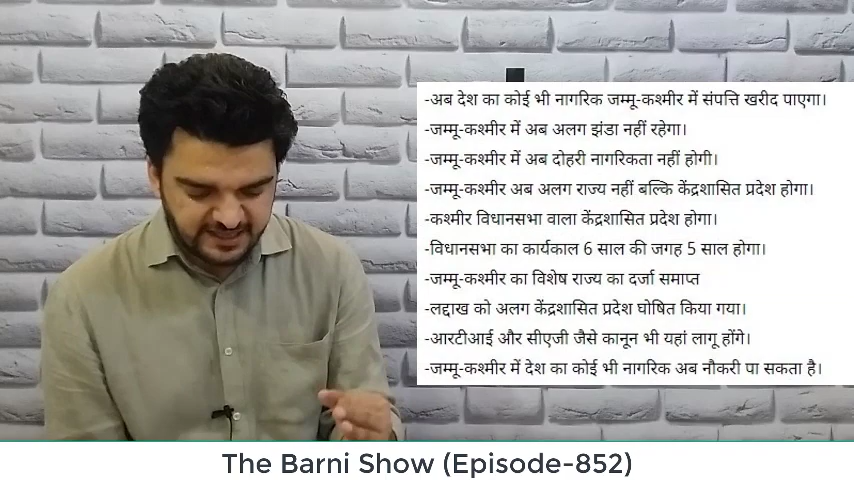 -अब देश का कोई भी नागरिक जम्मू-कश्मीर में संपत्ति खरीद पाएगा।
-जम्मू-कश्मीर में अब अलग झंडा नहीं रहेगा।
-जम्मू-कश्मीर में अब दोहरी नागरिकता नहीं होगी।
-जम्मू-कश्मीर अब अलग राज्य नहीं बल्कि केंद्रशासित प्रदेश होगा।
-कश्मीर विधानसभा वाला केंद्रशासित प्रदेश होगा।
-विधानसभा का कार्यकाल 6 साल की जगह 5 साल होगा।
-जम्मू-कश्मीर का विशेष राज्य का दर्जा समाप्त
-लद्दाख को अलग केंद्रशासित प्रदेश घोषित किया गया।
-आरटीआई और सीएजी जैसे कानून भी यहां लागू होंगे।
-जम्मू-कश्मीर में देश का कोई भी नागरिक अब नौकरी पा सकता है।
The Barni Show (Episode-852)